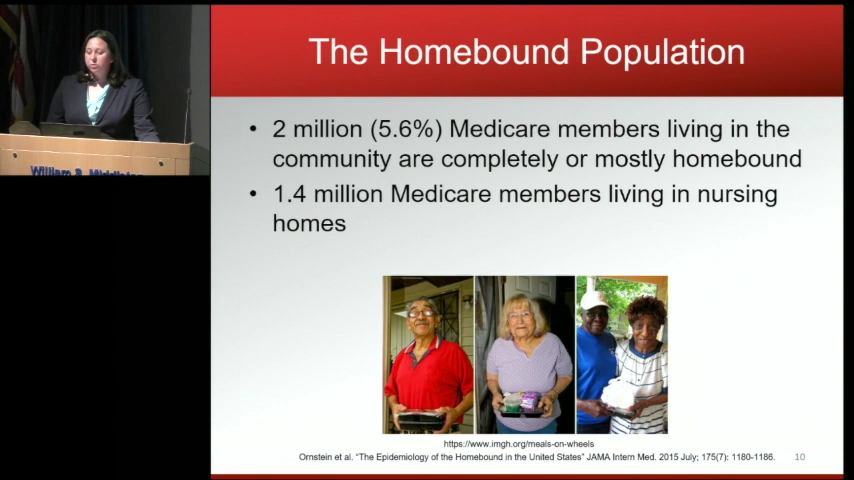 The Homebound Population
• 2 million (5.6%) Medicare members living in the
community are completely or mostly homebound
• 1.4 million Medicare members living in nursing
homes
https://www.imgh.org/meals-on-wheels
Ornstein et al. “The Epidemiology of the Homebound in the United States” JAMA Intern Med. 2015 July; 175(7): 1180-1186.
10
William S. Middleton